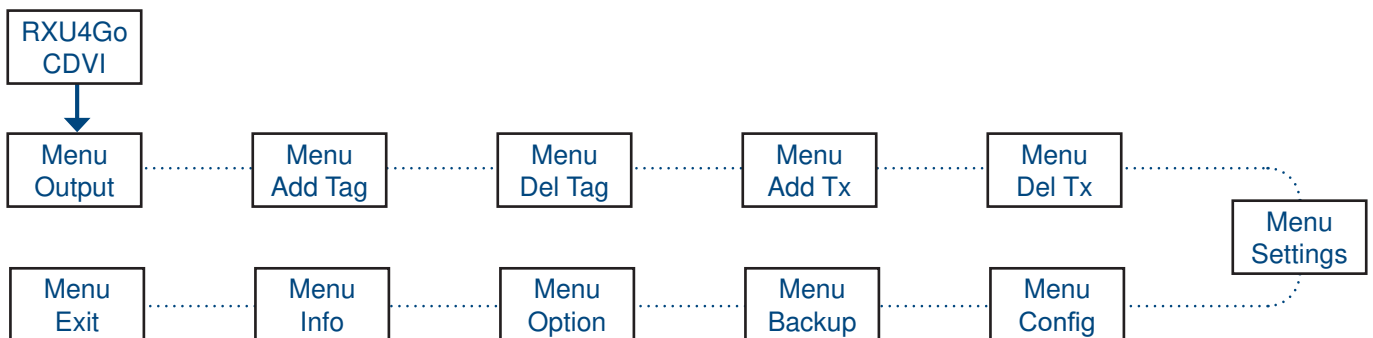 RXU4Go
CDVI
Menu
Output
Menu
Add Tag
Menu
Del Tag
Menu
Add Tx
Menu
Del Tx
Menu
Settings
Menu
Exit
Menu
Info
Menu
Option
Menu
Backup
Menu
Config